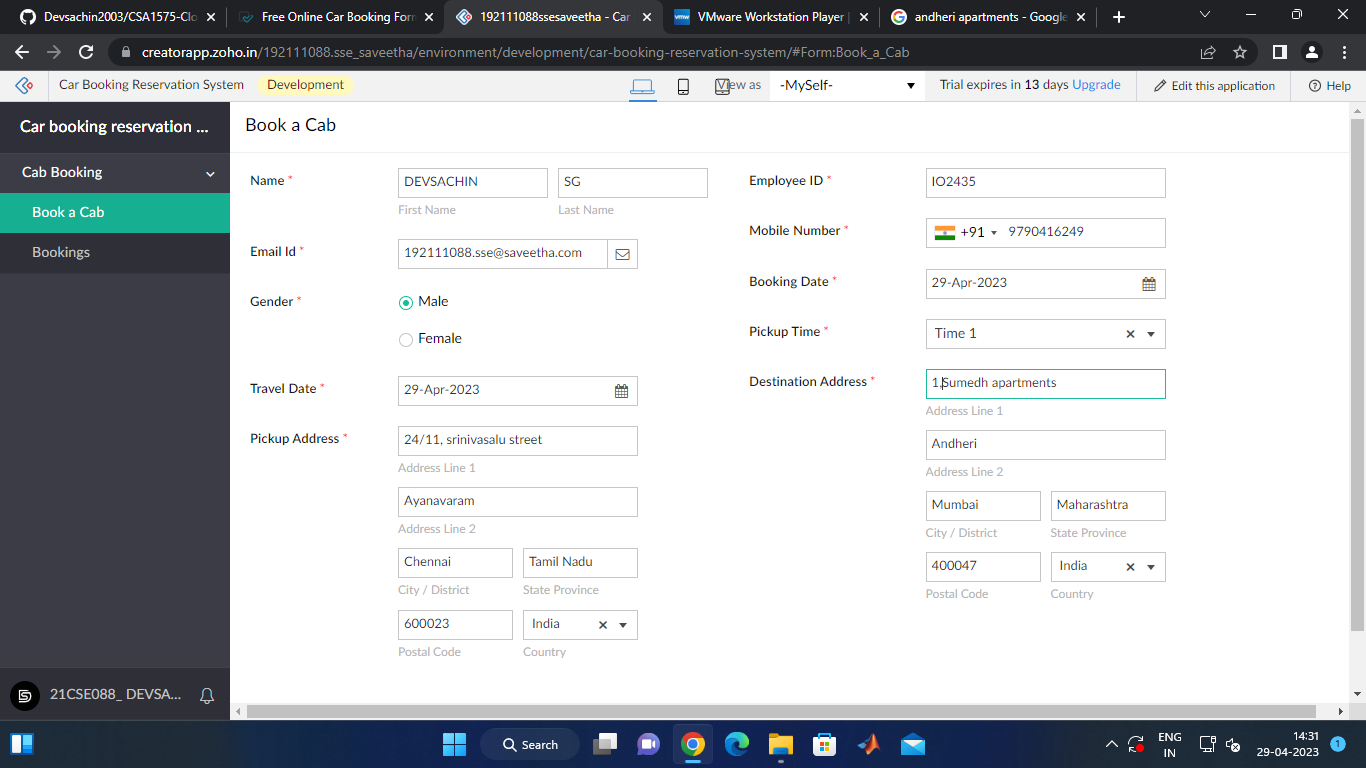 Devsachin2003/CSA1575-Clo
Free Online Car Booking Form
192111088ssesaveetha - Car
VMware Workstation Player |
andheri apartments - Google
creatorapp.zoho.in/192111088.sse_saveetha/environment/development/car-booking-reservation-system/#Form:Book_a_Cab
Car Booking Reservation System Development View as -MySelf- Trial expires in 13 days Upgrade Edit this application Help
Car booking reservation ...
Cab Booking
Book a Cab
Bookings
21CSE088_ DEVSA...
Book a Cab
Name * DEVSACHIN SG
First Name Last Name
Email Id * 192111088.sse@saveetha.com
Gender * Male
Female
Travel Date * 29-Apr-2023
Pickup Address * 24/11, srinivasalu street
Address Line 1
Ayanavaram
Address Line 2
Chennai Tamil Nadu
City / District State Province
600023 India
Postal Code Country
Employee ID * IO2435
Mobile Number * +91 9790416249
Booking Date * 29-Apr-2023
Pickup Time * Time 1
Destination Address * 1,Sumedh apartments
Address Line 1
Andheri
Address Line 2
Mumbai Maharashtra
City / District State Province
400047 India
Postal Code Country
Search
ENG
IN
14:31
29-04-2023
1